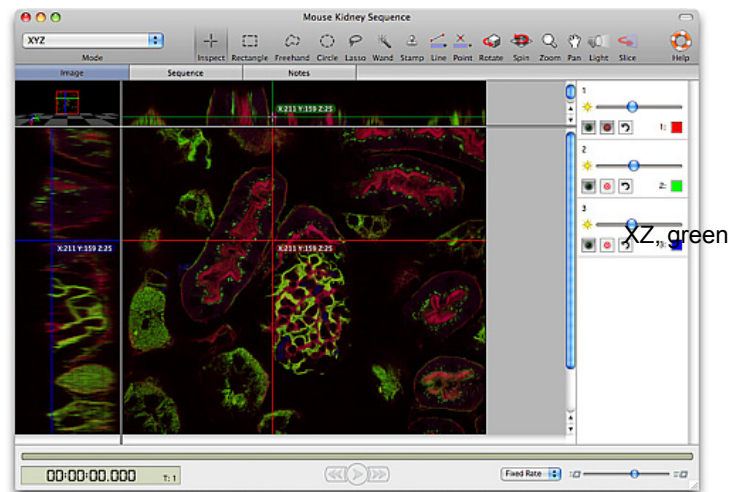 Mouse Kidney Sequence
XYZ
Mode
Inspect Rectangle Freehand Circle Lasso Wand Stamp Line Point Rotate Spin Zoom Pan Light Slice Help
Image Sequence Notes
X:211 Y:159 Z:25
1
1:
2
2:
3
XZ, green
3:
X:211 Y:159 Z:25 X:211 Y:159 Z:25
00:00:00.000 T: 1
Fixed Rate